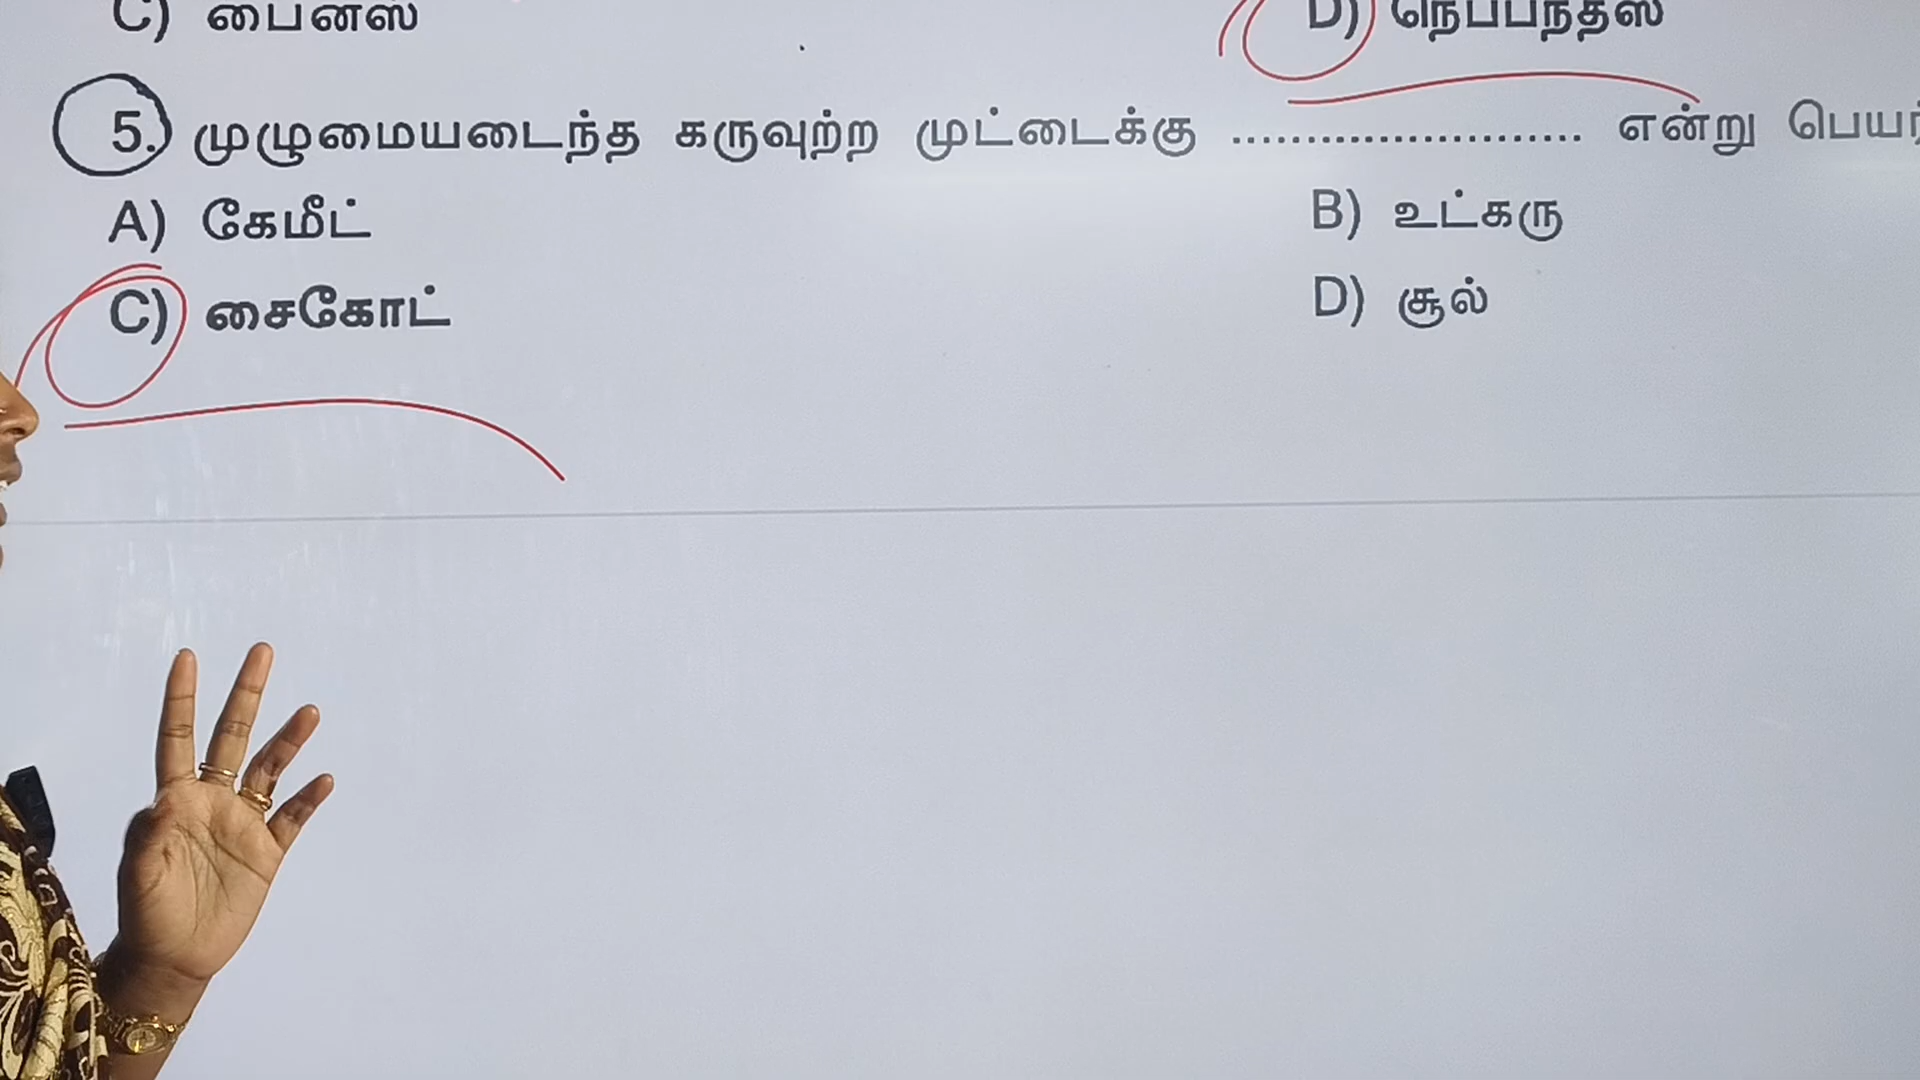 C) பைனஸ் D) நெப்பந்தஸ்
5. முழுமையடைந்த கருவுற்ற முட்டைக்கு ........................ என்று பெயர்
A) கேமீட் B) உட்கரு
C) சைகோட் D) சூல்